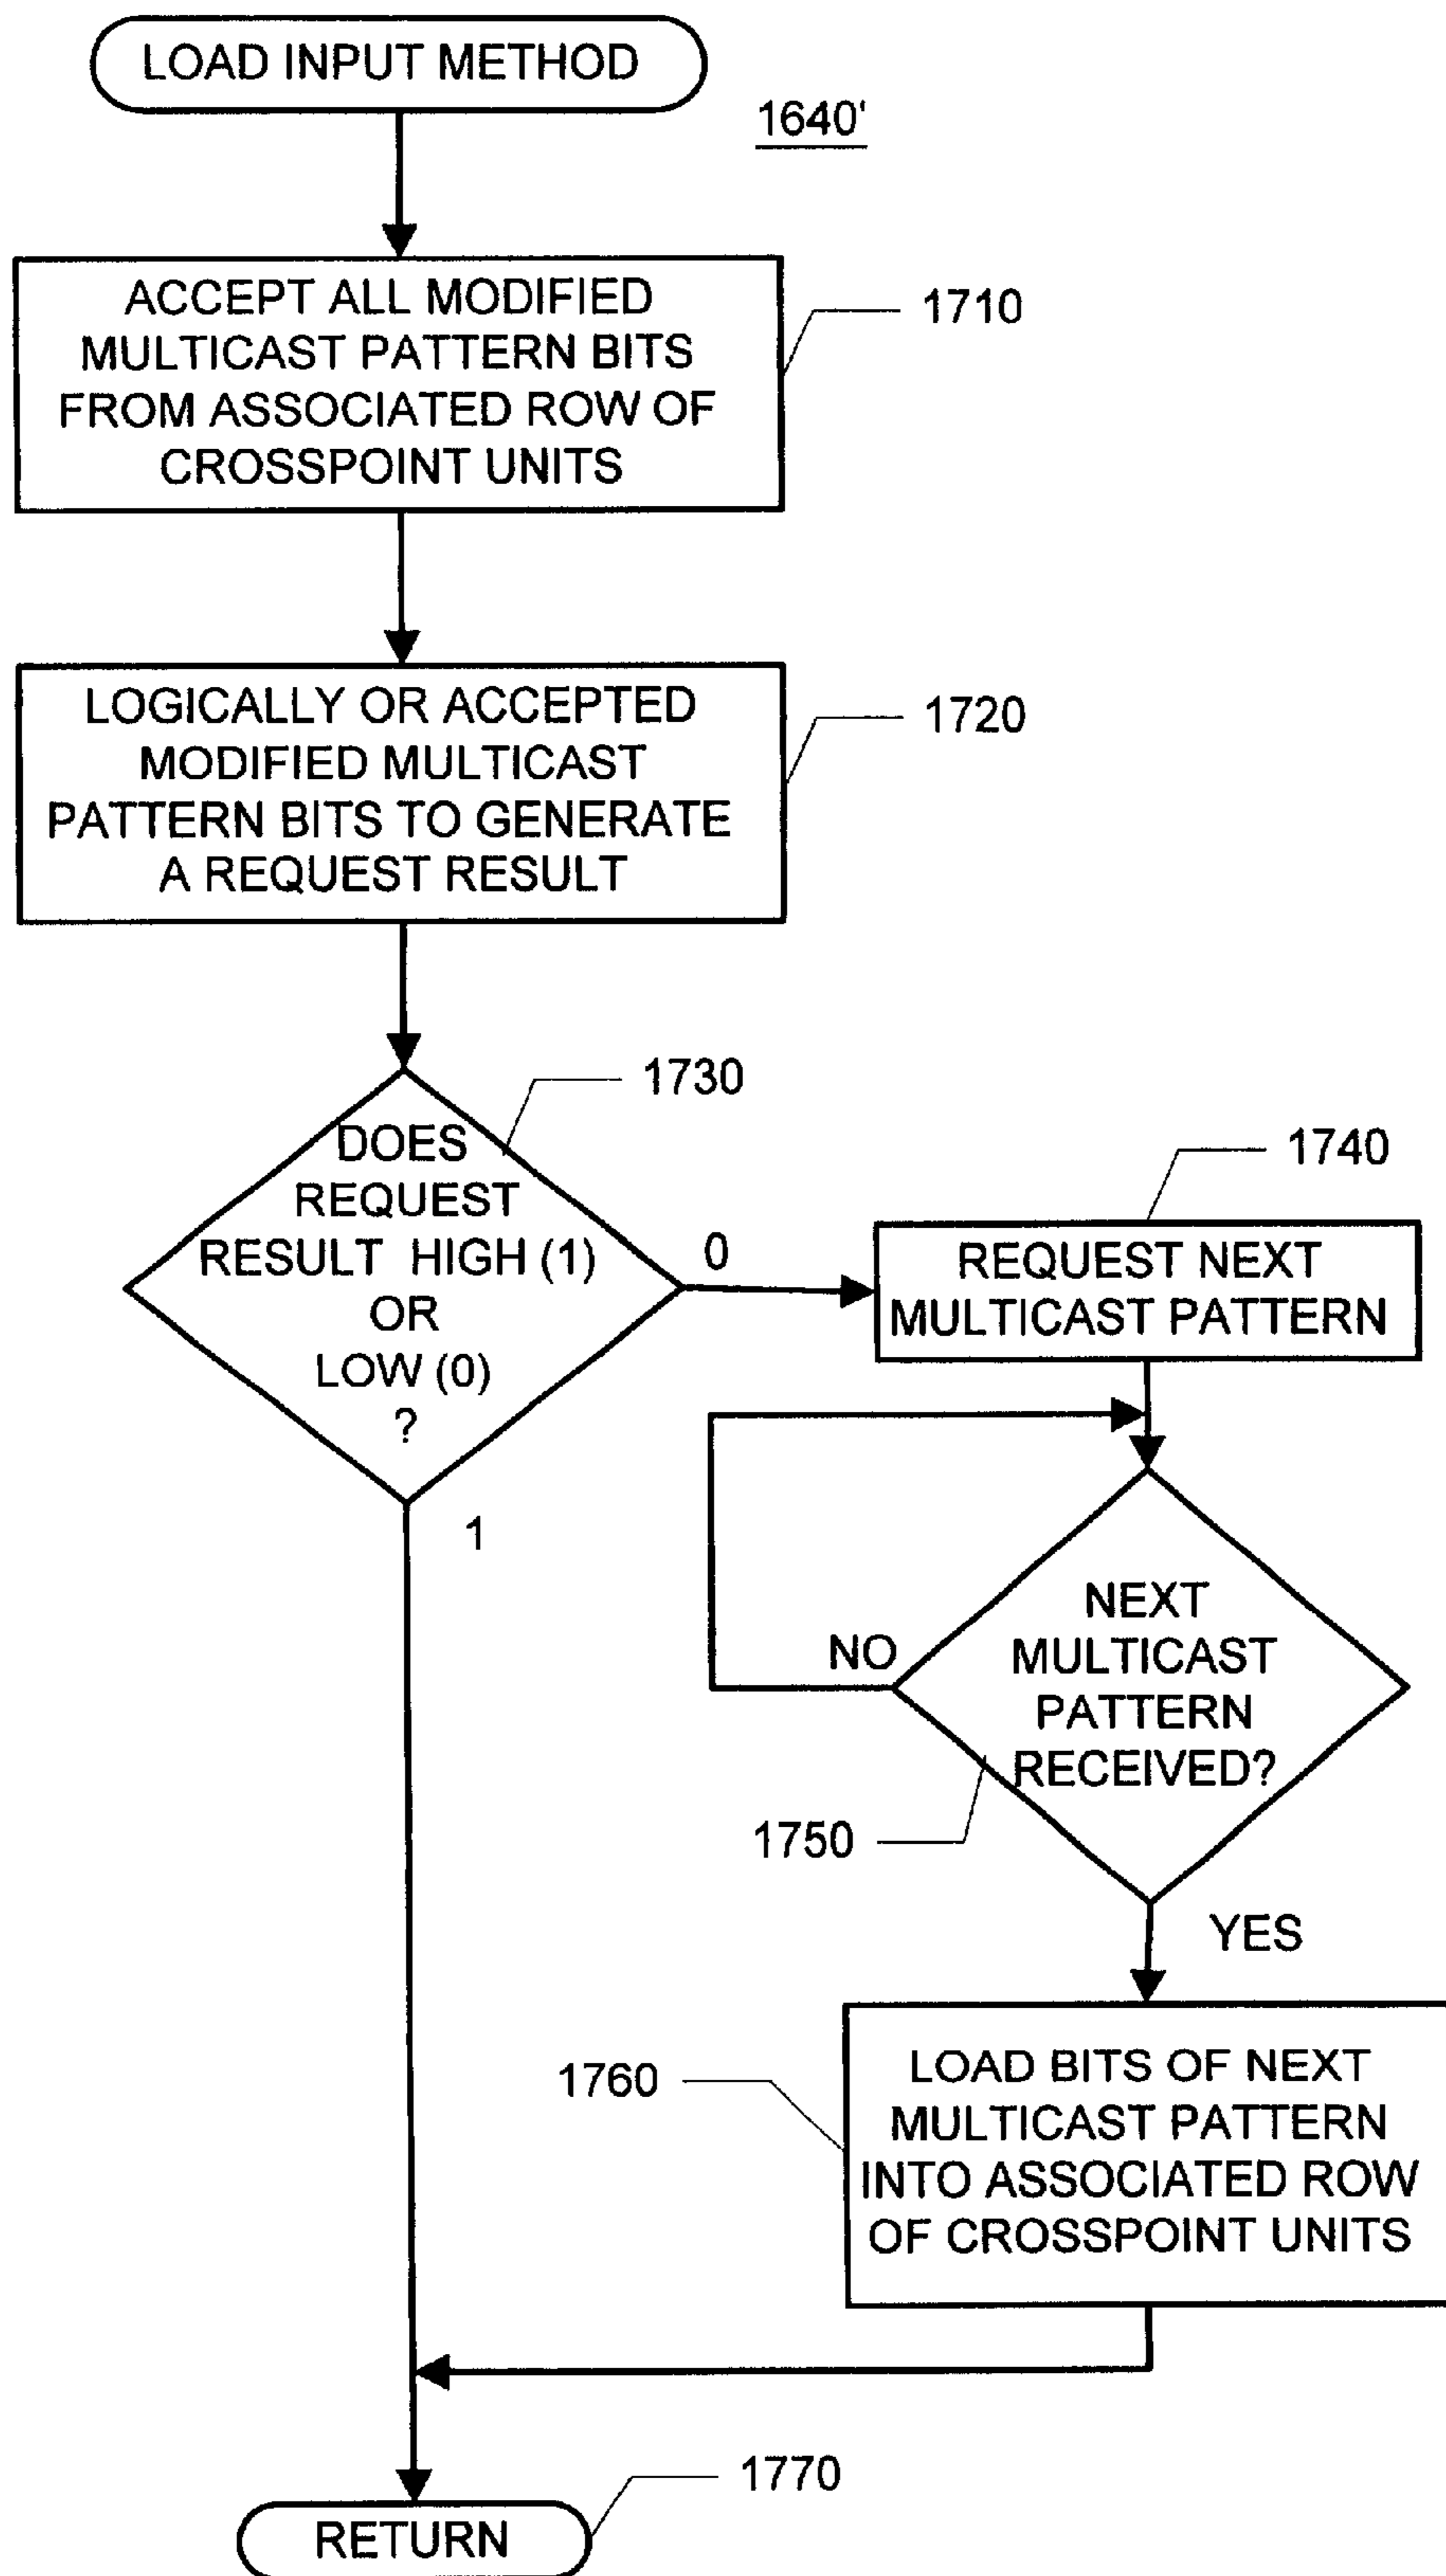 LOAD INPUT METHOD
1640'
ACCEPT ALL MODIFIED
MULTICAST PATTERN BITS
FROM ASSOCIATED ROW OF
CROSSPOINT UNITS
1710
LOGICALLY OR ACCEPTED
MODIFIED MULTICAST
PATTERN BITS TO GENERATE
A REQUEST RESULT
1720
1730
DOES
REQUEST
RESULT HIGH (1)
OR
LOW (0)
?
0
1
1740
REQUEST NEXT
MULTICAST PATTERN
NEXT
MULTICAST
PATTERN
RECEIVED?
NO
1750
YES
1760
LOAD BITS OF NEXT
MULTICAST PATTERN
INTO ASSOCIATED ROW
OF CROSSPOINT UNITS
1770
RETURN